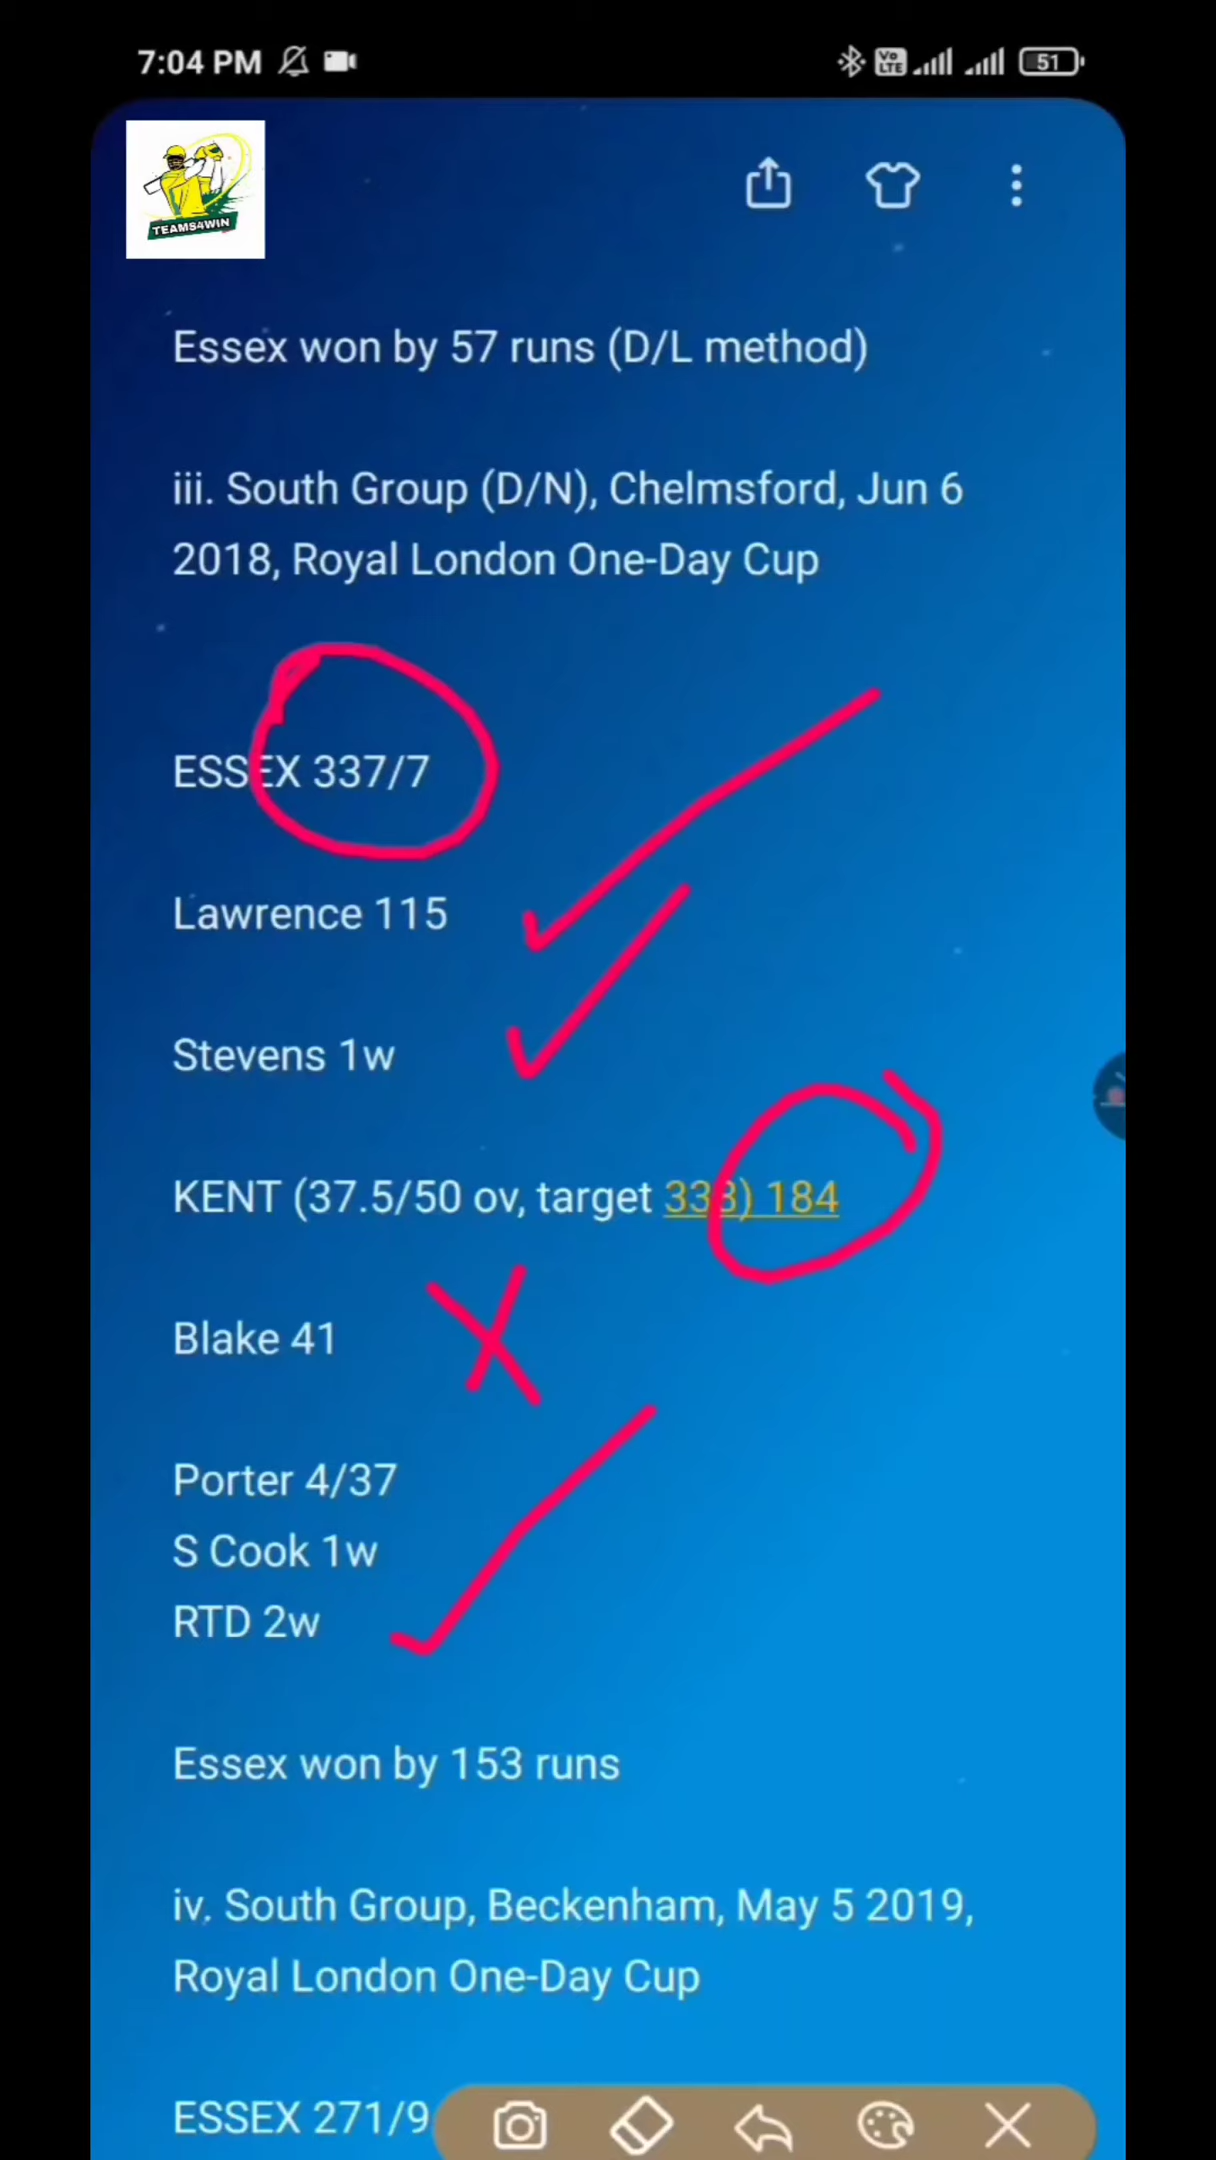 7:04 PM
Vo
LTE
51
TEAMS4WIN
Essex won by 57 runs (D/L method)
iii. South Group (D/N), Chelmsford, Jun 6
2018, Royal London One-Day Cup
ESSEX 337/7
Lawrence 115
Stevens 1w
KENT (37.5/50 ov, target 338) 184
Blake 41
Porter 4/37
S Cook 1w
RTD 2w
Essex won by 153 runs
iv. South Group, Beckenham, May 5 2019,
Royal London One-Day Cup
ESSEX 271/9